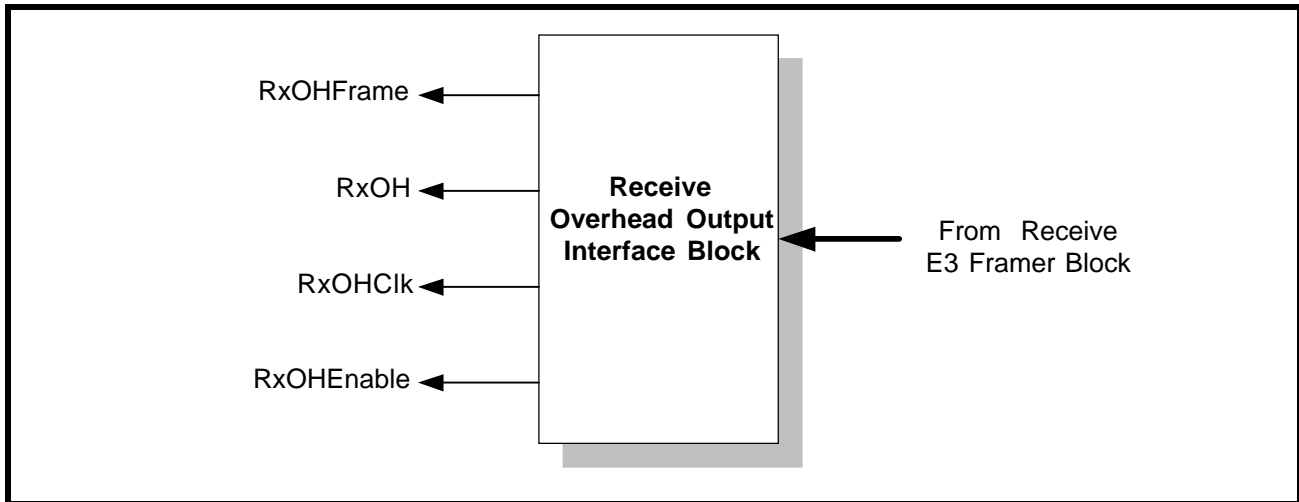 RxOHFrame
RxOH
RxOHClk
RxOHEnable
Receive
Overhead Output
Interface Block
From Receive
E3 Framer Block